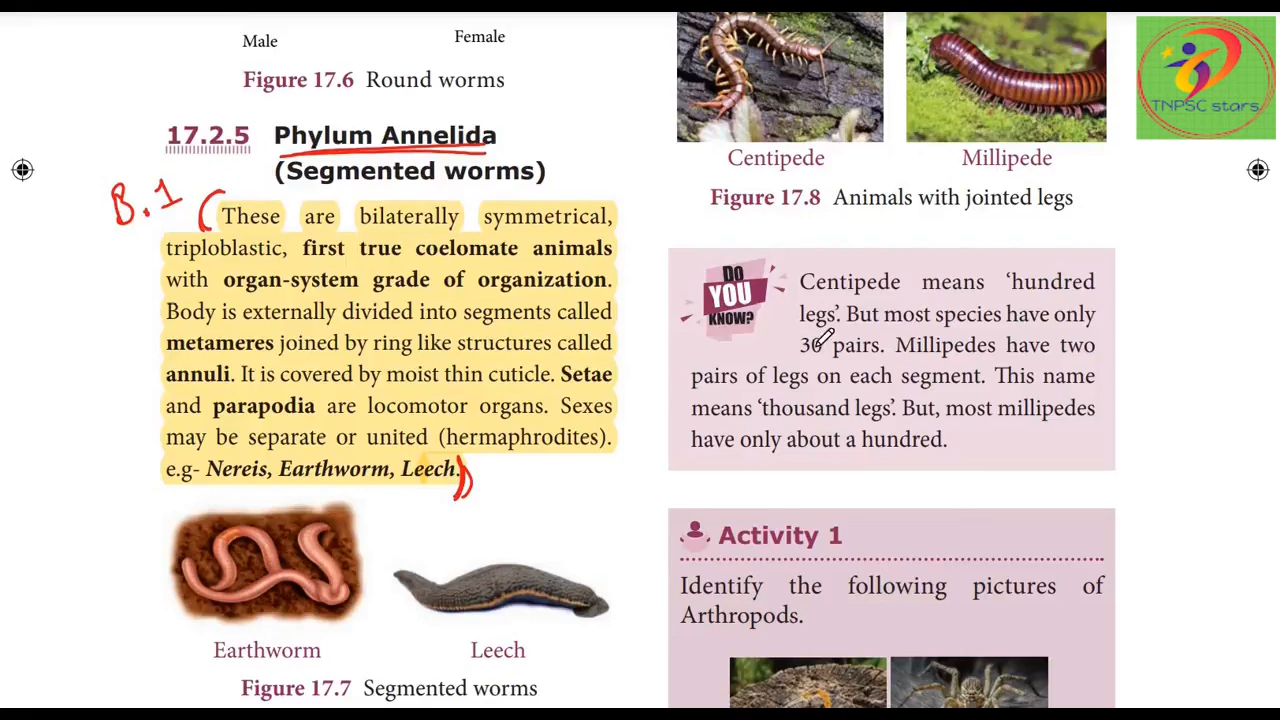 Male
Female
Figure 17.6 Round worms
17.2.5 Phylum Annelida
(Segmented worms)
B.1
These are bilaterally symmetrical,
triploblastic, first true coelomate animals
with organ-system grade of organization.
Body is externally divided into segments called
metameres joined by ring like structures called
annuli. It is covered by moist thin cuticle. Setae
and parapodia are locomotor organs. Sexes
may be separate or united (hermaphrodites).
e.g- Nereis, Earthworm, Leech.
Earthworm
Leech
Figure 17.7 Segmented worms
Centipede
Millipede
Figure 17.8 Animals with jointed legs
DO
YOU
KNOW?
Centipede means ‘hundred
legs’. But most species have only
30 pairs. Millipedes have two
pairs of legs on each segment. This name
means ‘thousand legs’. But, most millipedes
have only about a hundred.
Activity 1
Identify the following pictures of
Arthropods.
TNPSC stars